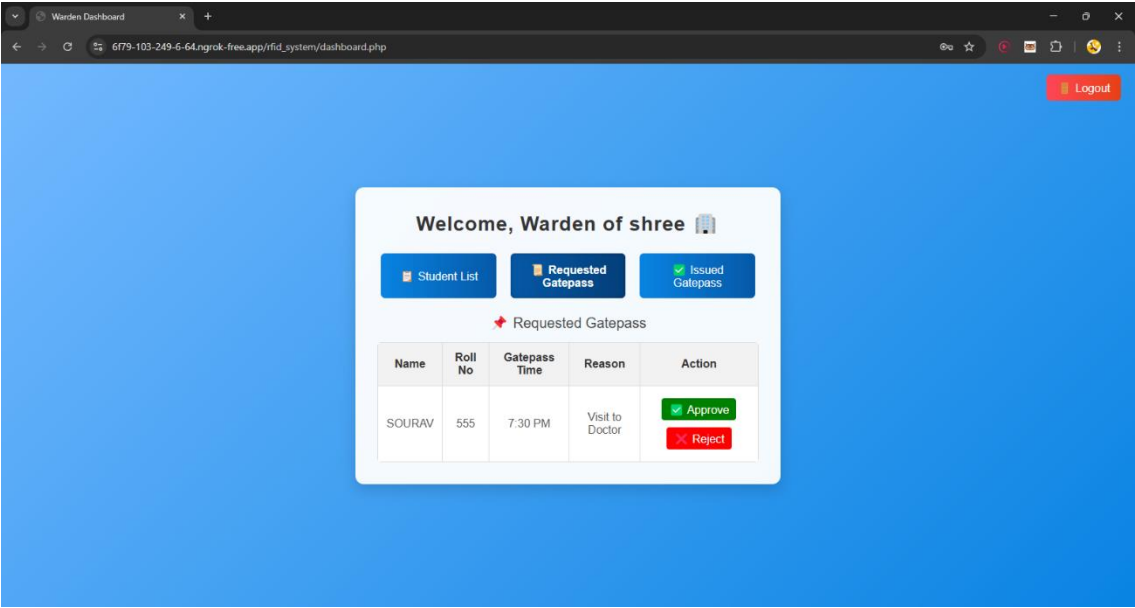 Warden Dashboard
6f79-103-249-6-64.ngrok-free.app/rfid_system/dashboard.php
Logout
Welcome, Warden of shree
Student List
Requested
Gatepass
Issued
Gatepass
Requested Gatepass
Name
Roll
No
Gatepass
Time
Reason
Action
SOURAV
555
7:30 PM
Visit to
Doctor
Approve
Reject